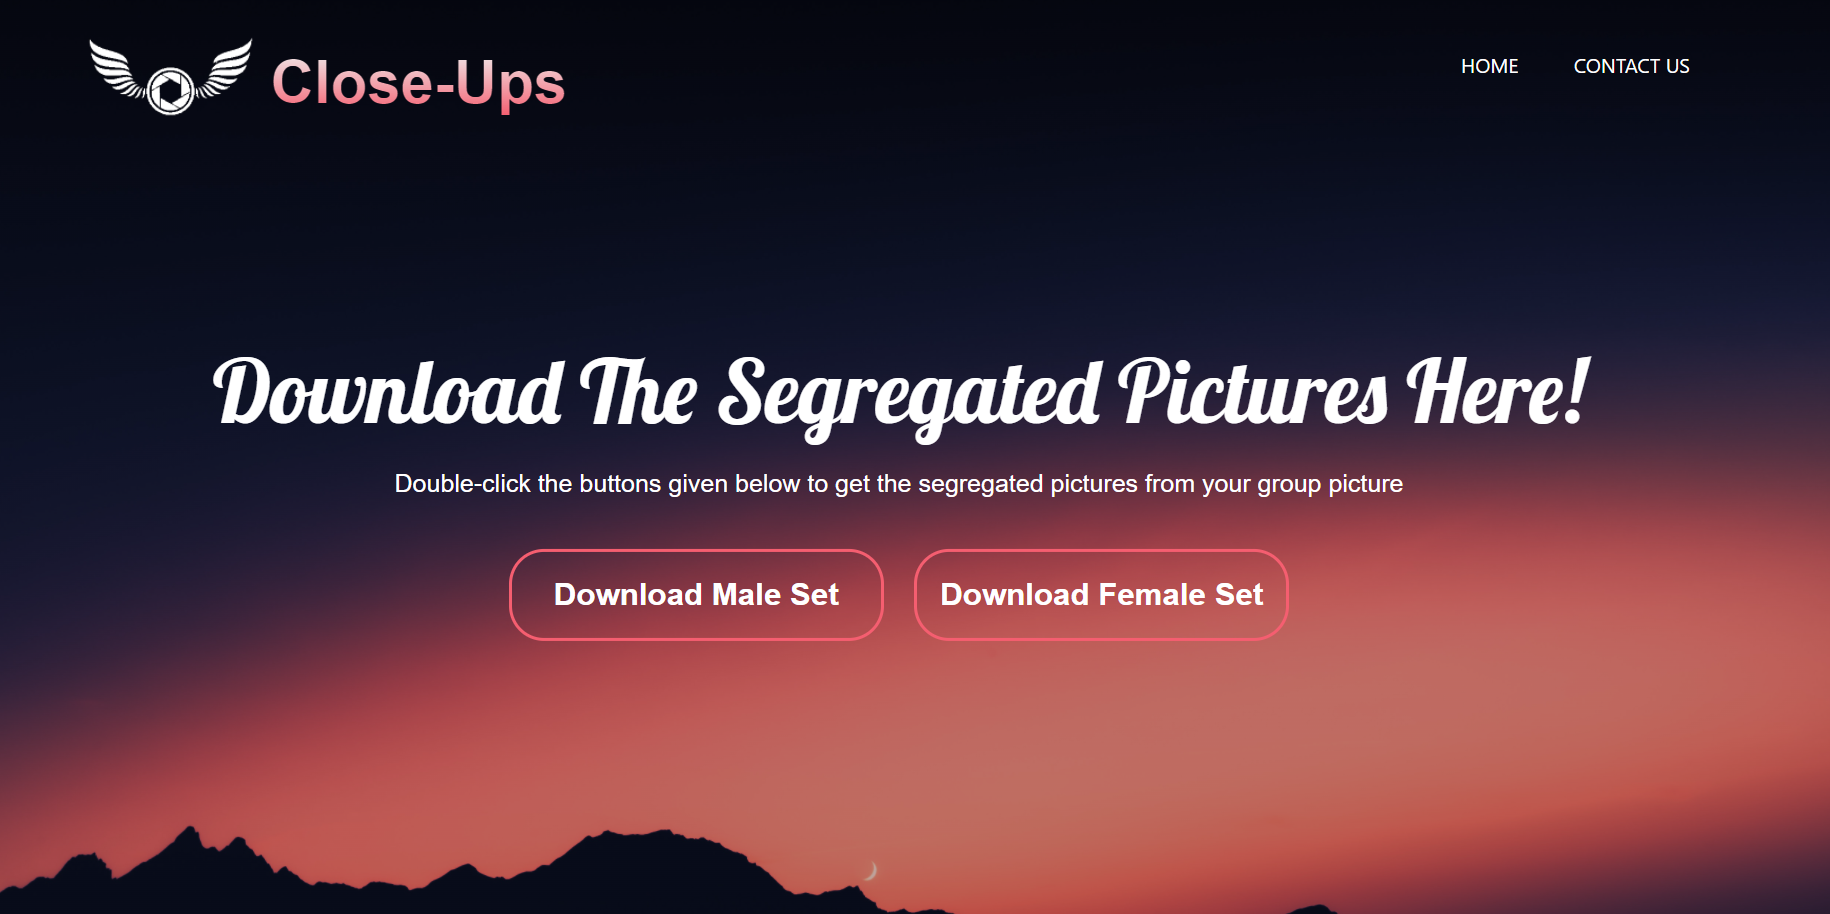 Close-Ups
HOME
CONTACT US
Download The Segregated Pictures Here!
Double-click the buttons given below to get the segregated pictures from your group picture
Download Male Set
Download Female Set